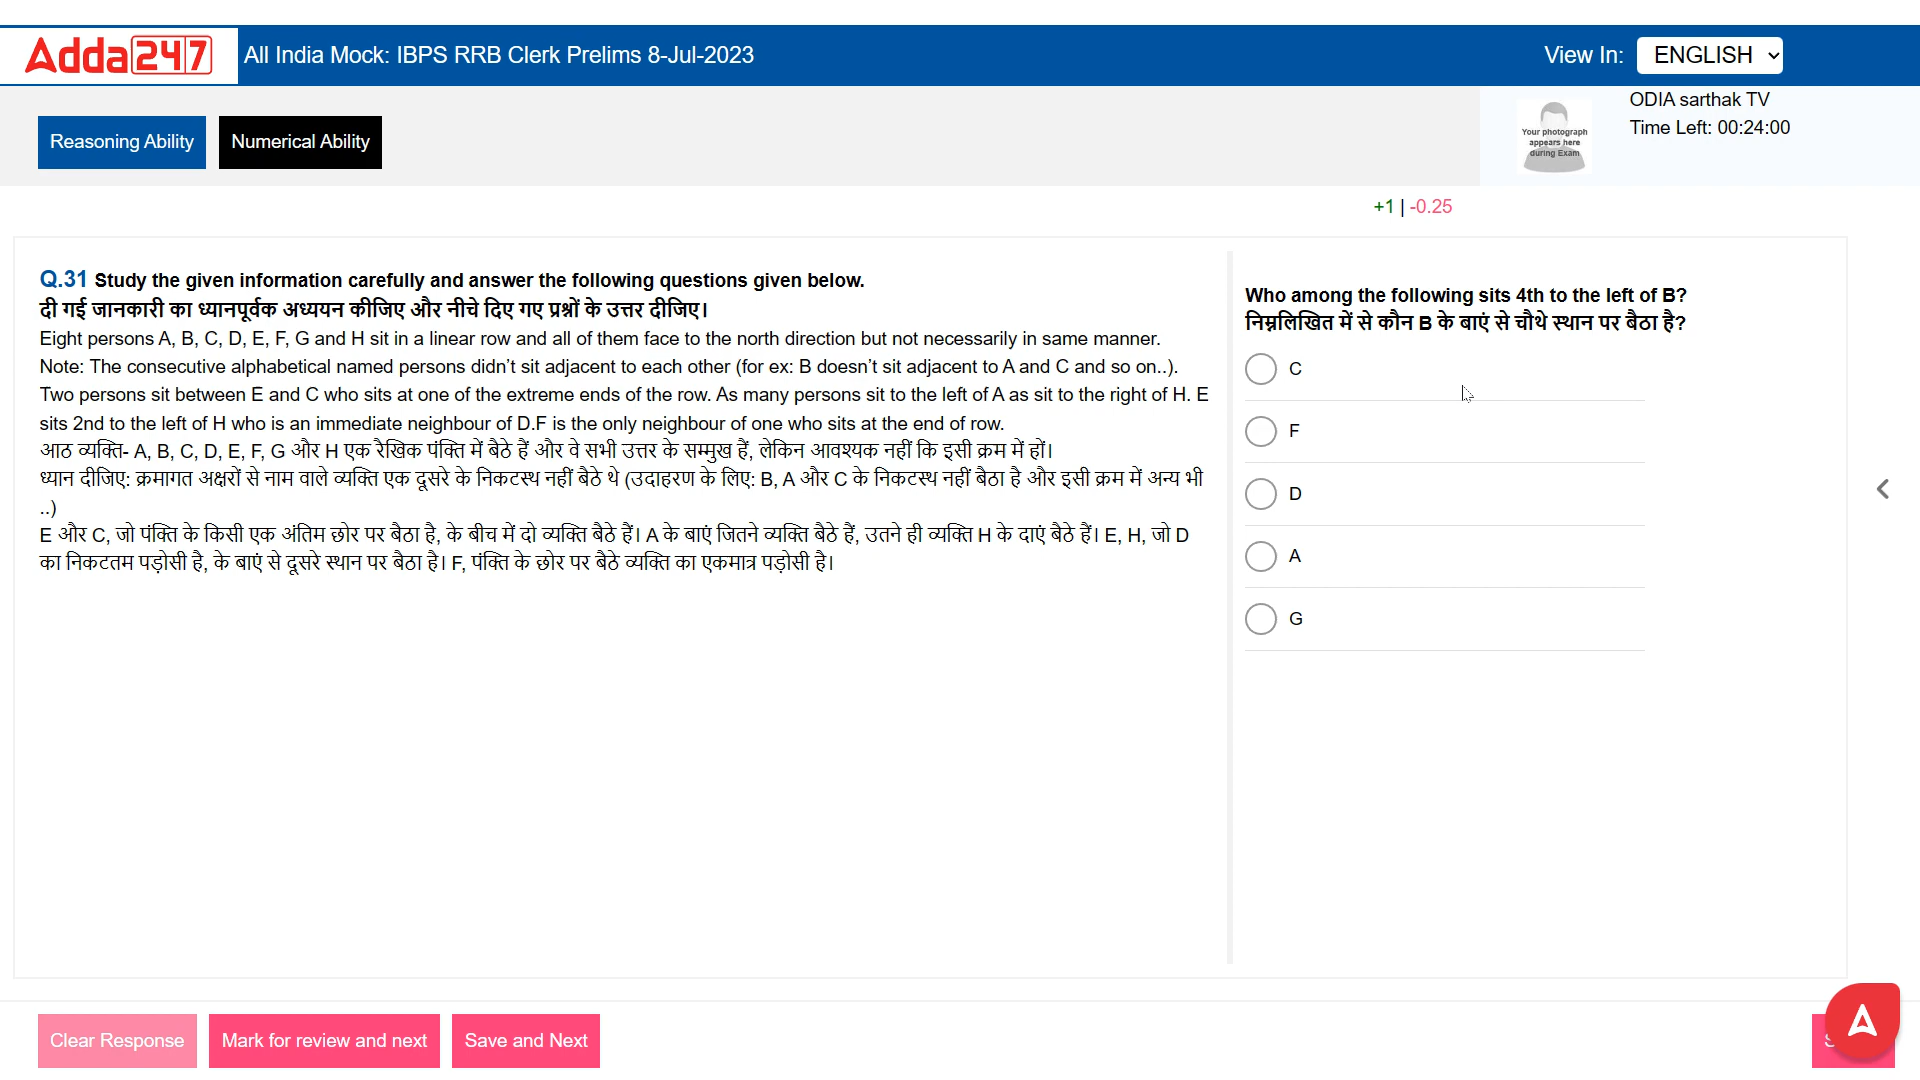 Adda247 All India Mock: IBPS RRB Clerk Prelims 8-Jul-2023 View In: ENGLISH
Reasoning Ability Numerical Ability
Your photograph appears here during Exam
ODIA sarthak TV
Time Left: 00:24:00
+1 | -0.25
Q.31 Study the given information carefully and answer the following questions given below.
दी गई जानकारी का ध्यानपूर्वक अध्ययन कीजिए और नीचे दिए गए प्रश्नों के उत्तर दीजिए।
Eight persons A, B, C, D, E, F, G and H sit in a linear row and all of them face to the north direction but not necessarily in same manner.
Note: The consecutive alphabetical named persons didn’t sit adjacent to each other (for ex: B doesn’t sit adjacent to A and C and so on..).
Two persons sit between E and C who sits at one of the extreme ends of the row. As many persons sit to the left of A as sit to the right of H. E
sits 2nd to the left of H who is an immediate neighbour of D.F is the only neighbour of one who sits at the end of row.
आठ व्यक्ति- A, B, C, D, E, F, G और H एक रैखिक पंक्ति में बैठे हैं और वे सभी उत्तर के सम्मुख हैं, लेकिन आवश्यक नहीं कि इसी क्रम में हों।
ध्यान दीजिए: क्रमागत अक्षरों से नाम वाले व्यक्ति एक दूसरे के निकटस्थ नहीं बैठे थे (उदाहरण के लिए: B, A और C के निकटस्थ नहीं बैठा है और इसी क्रम में अन्य भी
..)
E और C, जो पंक्ति के किसी एक अंतिम छोर पर बैठा है, के बीच में दो व्यक्ति बैठे हैं। A के बाएं जितने व्यक्ति बैठे हैं, उतने ही व्यक्ति H के दाएं बैठे हैं। E, H, जो D
का निकटतम पड़ोसी है, के बाएं से दूसरे स्थान पर बैठा है। F, पंक्ति के छोर पर बैठे व्यक्ति का एकमात्र पड़ोसी है।
Who among the following sits 4th to the left of B?
निम्नलिखित में से कौन B के बाएं से चौथे स्थान पर बैठा है?
C
F
D
A
G
Clear Response Mark for review and next Save and Next